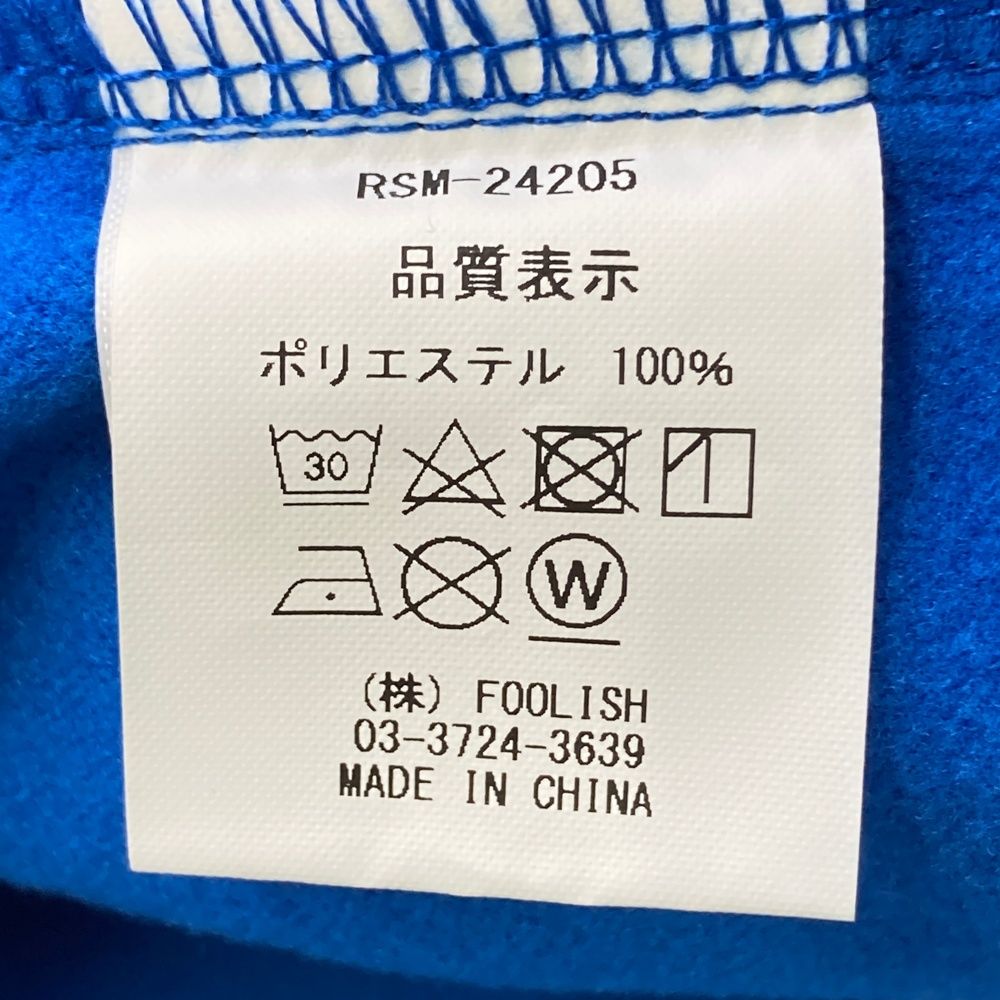 RSM-24205
品質表示
ポリエステル 100%
30
W
(株) FOOLISH
03-3724-3639
MADE IN CHINA